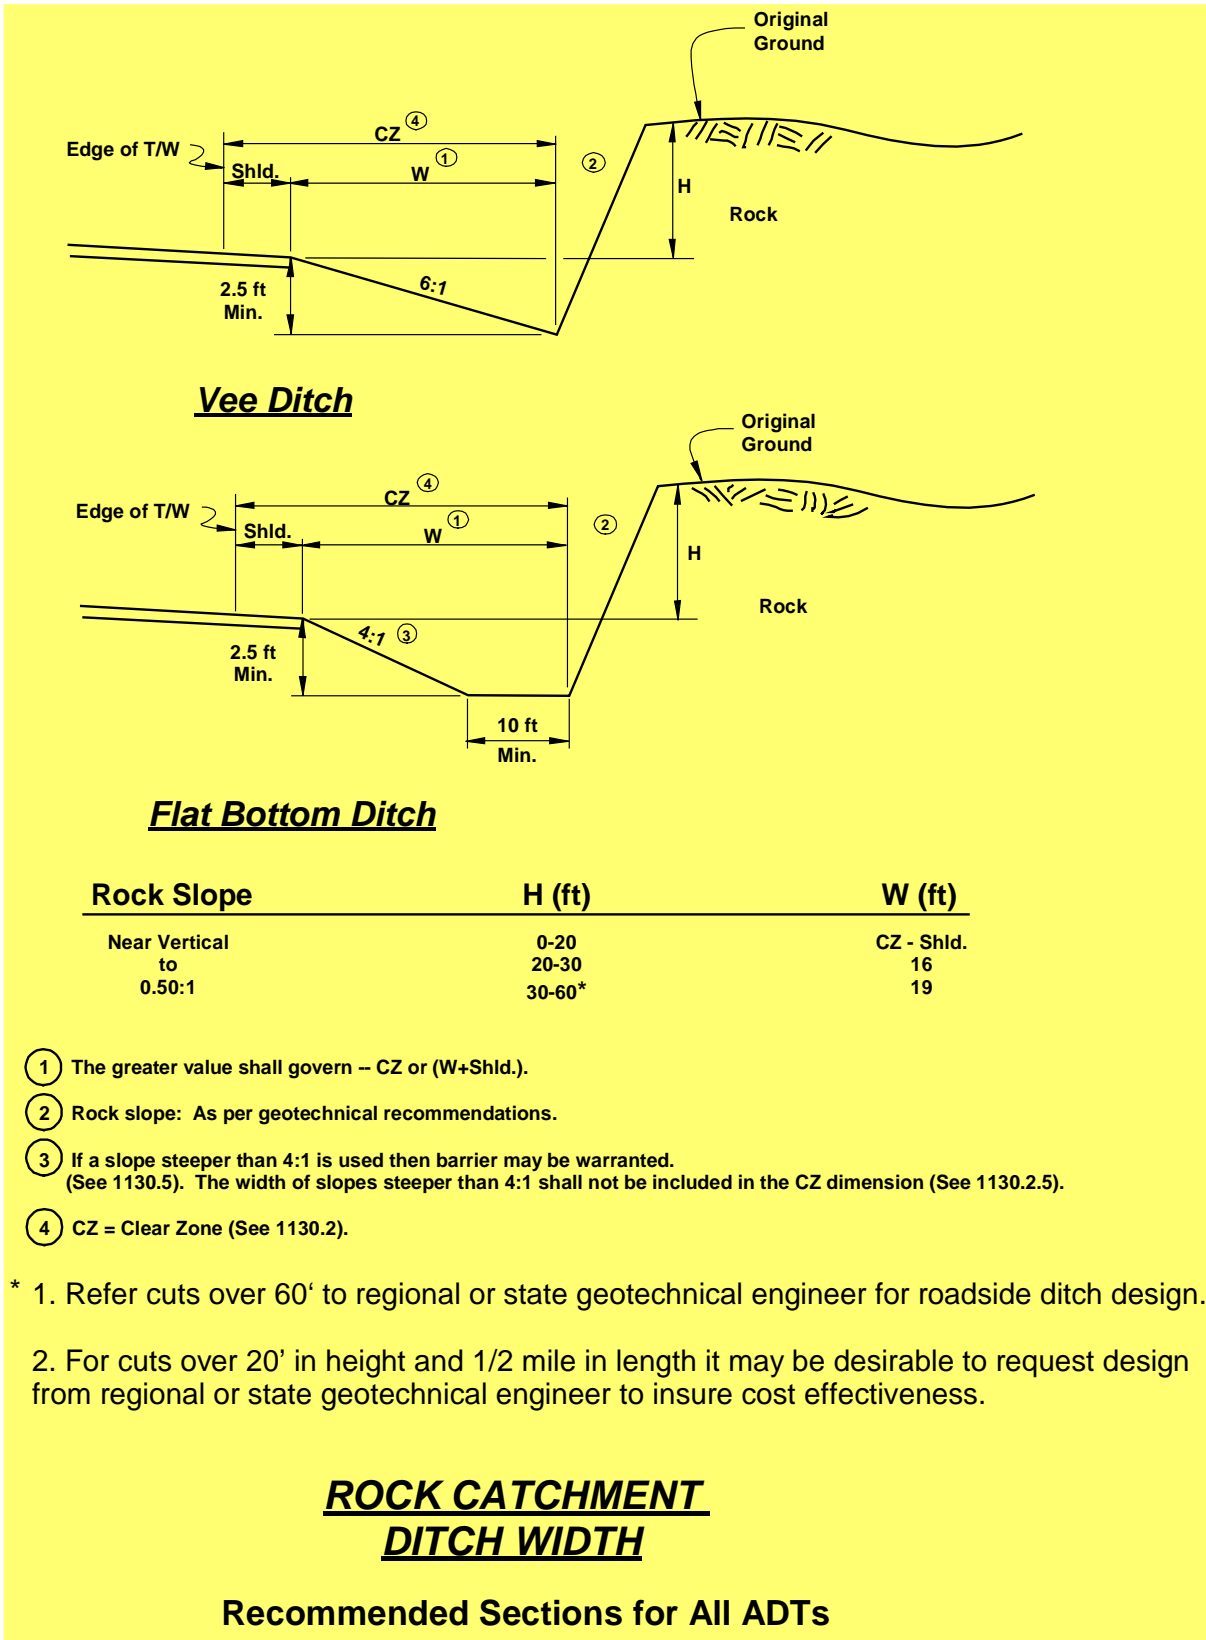 Original
Ground
CZ 4
Edge of T/W
Shld.
W 1
2
H
Rock
6:1
2.5 ft
Min.
Vee Ditch
Original
Ground
CZ 4
Edge of T/W
Shld.
W 1
2
H
Rock
4:1 3
2.5 ft
Min.
10 ft
Min.
Flat Bottom Ditch
Rock Slope H (ft) W (ft)
Near Vertical 0-20 CZ - Shld.
to 20-30 16
0.50:1 30-60* 19
1 The greater value shall govern -- CZ or (W+Shld.).
2 Rock slope: As per geotechnical recommendations.
3 If a slope steeper than 4:1 is used then barrier may be warranted.
(See 1130.5). The width of slopes steeper than 4:1 shall not be included in the CZ dimension (See 1130.2.5).
4 CZ = Clear Zone (See 1130.2).
* 1. Refer cuts over 60‘ to regional or state geotechnical engineer for roadside ditch design.
2. For cuts over 20’ in height and 1/2 mile in length it may be desirable to request design
from regional or state geotechnical engineer to insure cost effectiveness.
ROCK CATCHMENT
DITCH WIDTH
Recommended Sections for All ADTs